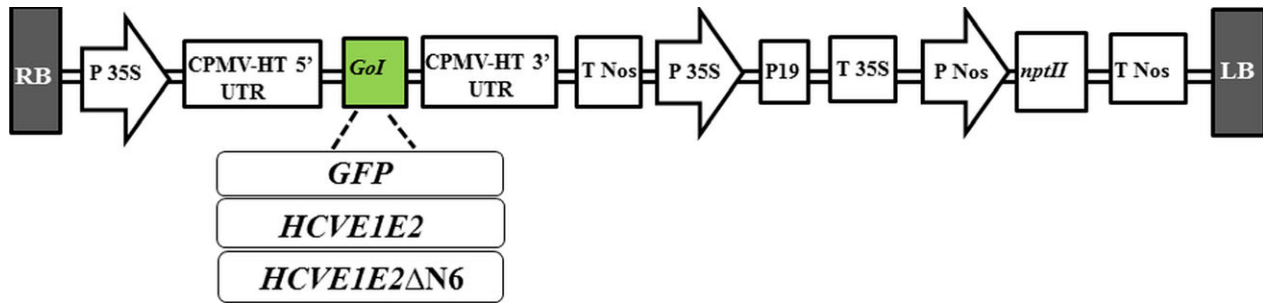 RB
P 35S
CPMV-HT 5’
UTR
GoI
CPMV-HT 3’
UTR
T Nos
P 35S
P19
T 35S
P Nos
nptII
T Nos
LB
GFP
HCVE1E2
HCVE1E2ΔN6